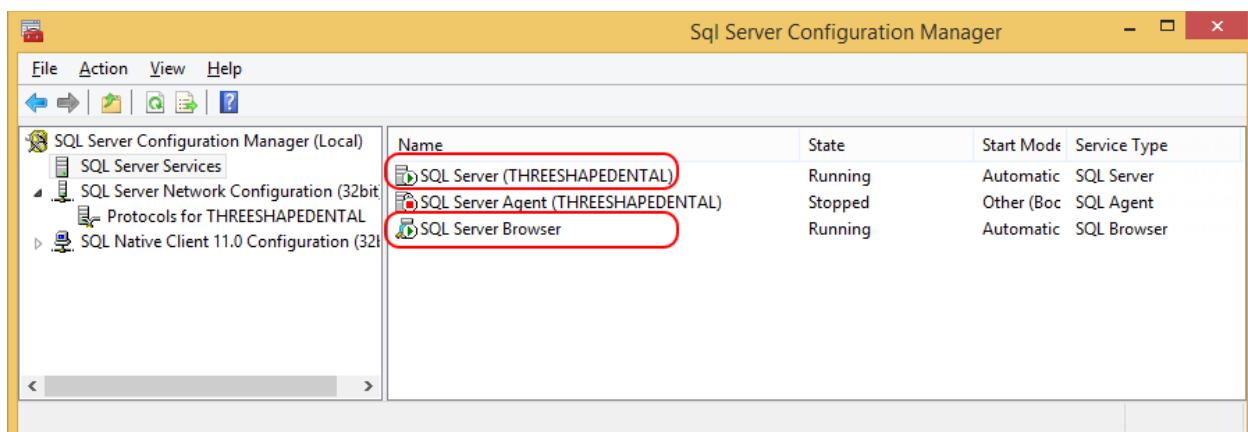 Sql Server Configuration Manager
File Action View Help
SQL Server Configuration Manager (Local)
SQL Server Services
SQL Server Network Configuration (32bit
Protocols for THREESHAPEDENTAL
SQL Native Client 11.0 Configuration (32b
Name State Start Mode Service Type
SQL Server (THREESHAPEDENTAL) Running Automatic SQL Server
SQL Server Agent (THREESHAPEDENTAL) Stopped Other (Boc SQL Agent
SQL Server Browser Running Automatic SQL Browser